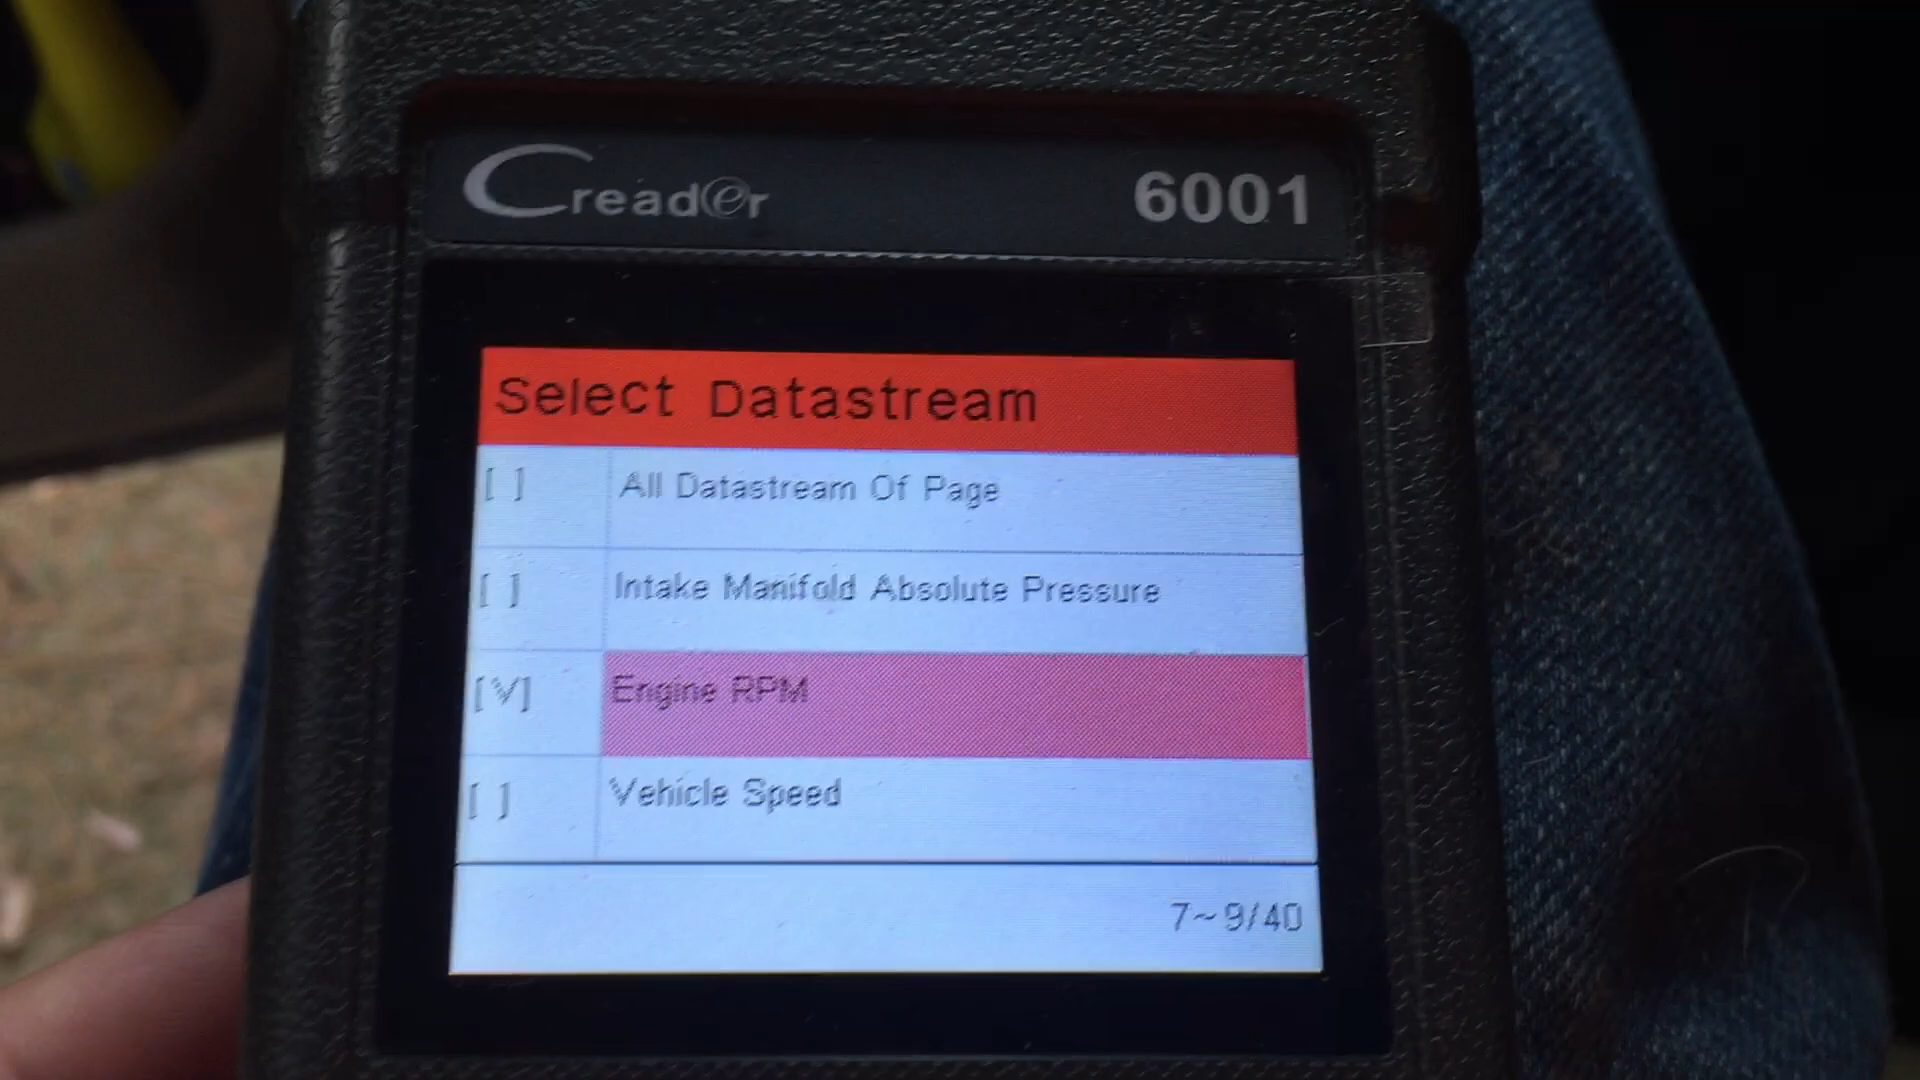 Creader 6001
Select Datastream
[ ] All Datastream Of Page
[ ] Intake Manifold Absolute Pressure
[V] Engine RPM
[ ] Vehicle Speed
7~9/40